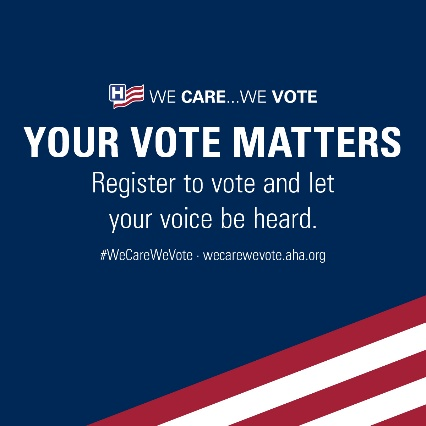 H WE CARE...WE VOTE
YOUR VOTE MATTERS
Register to vote and let
your voice be heard.
#WeCareWeVote · wecarewevote.aha.org